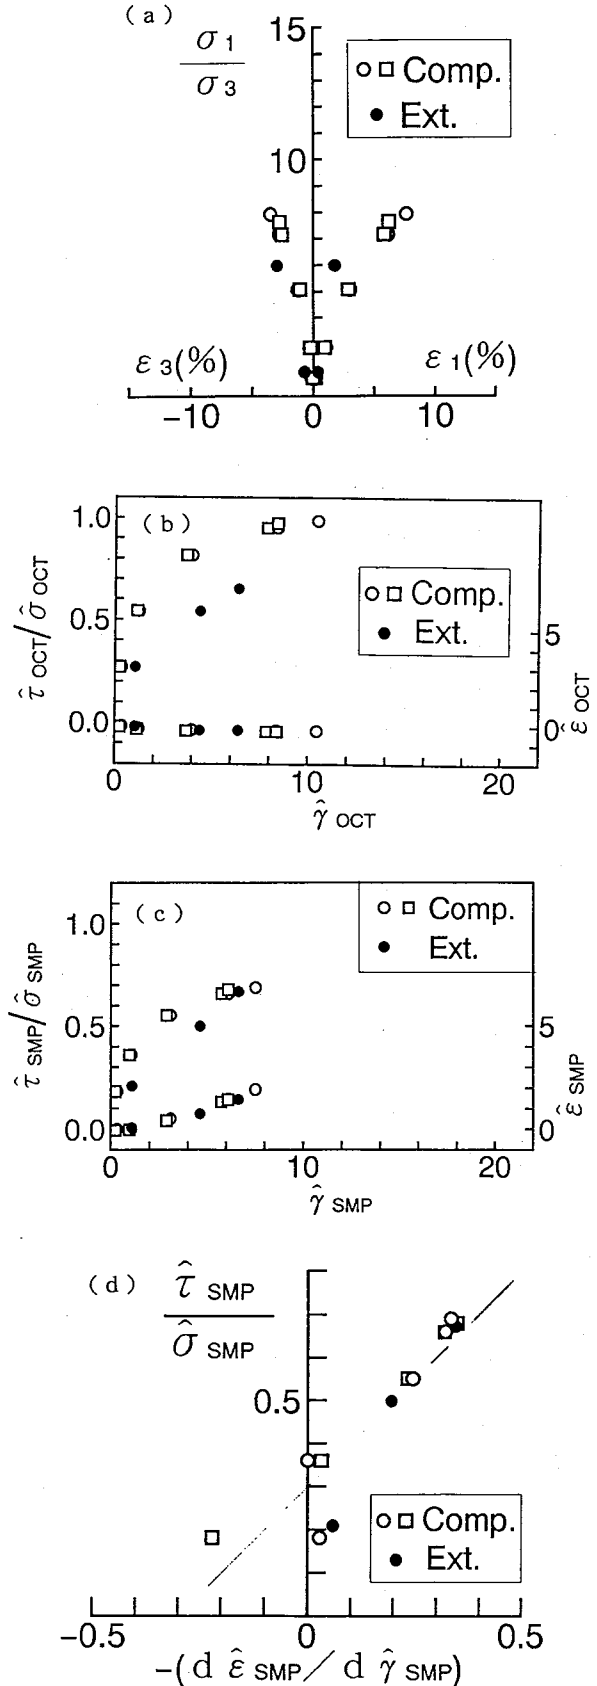 (a)
σ1
σ3
15
○□ Comp.
● Ext.
10
ε3(%)
ε1(%)
-10 0 10
(b)
1.0
0.5
0.0
τ̂OCT/σ̂OCT
○□ Comp.
● Ext.
5
0
ε̂OCT
0 10 20
γ̂OCT
(c)
1.0
0.5
0.0
τ̂SMP/σ̂SMP
○□ Comp.
● Ext.
5
0
ε̂SMP
0 10 20
γ̂SMP
(d)
τ̂SMP
σ̂SMP
0.5
○□ Comp.
● Ext.
-0.5 0 0.5
-(dε̂SMP/dγ̂SMP)